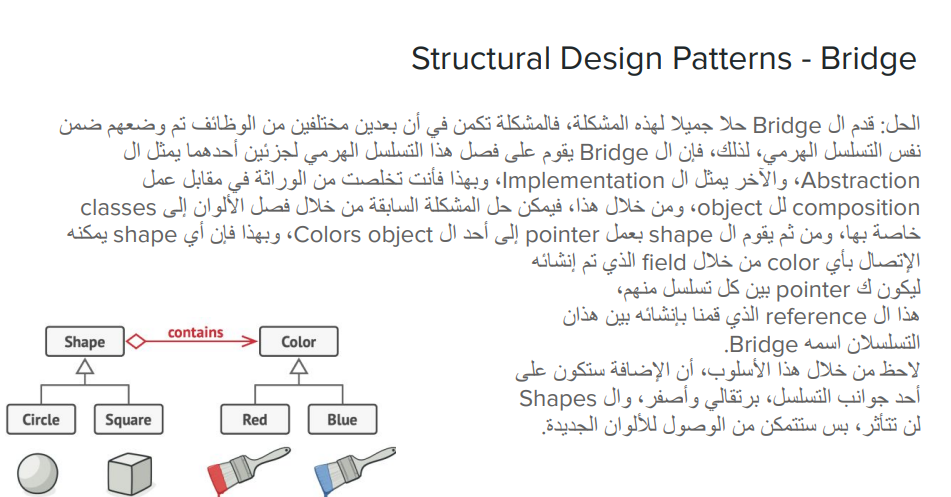 Structural Design Patterns - Bridge
الحل: قدم ال Bridge حلا جميلا لهذه المشكلة، فالمشكلة تكمن في أن بعدين مختلفين من الوظائف تم وضعهم ضمن
نفس التسلسل الهرمي، لذلك، فإن ال Bridge يقوم على فصل هذا التسلسل الهرمي لجزئين أحدهما يمثل ال
Abstraction، والآخر يمثل ال Implementation، وبهذا فأنت تخلصت من الوراثة في مقابل عمل
composition لل object، ومن خلال هذا، فيمكن حل المشكلة السابقة من خلال فصل الألوان إلى classes
خاصة بها، ومن ثم يقوم ال shape بعمل pointer إلى أحد ال Colors object، وبهذا فإن أي shape يمكنه
الإتصال بأي color من خلال field الذي تم إنشائه
ليكون ك pointer بين كل تسلسل منهم،
هذا ال reference الذي قمنا بإنشائه بين هذان
التسلسلان اسمه Bridge.
لاحظ من خلال هذا الأسلوب، أن الإضافة ستكون على
أحد جوانب التسلسل، برتقالي وأصفر، وال Shapes
لن تتأثر، بس ستتمكن من الوصول للألوان الجديدة.
Shape
contains
Color
Circle
Square
Red
Blue